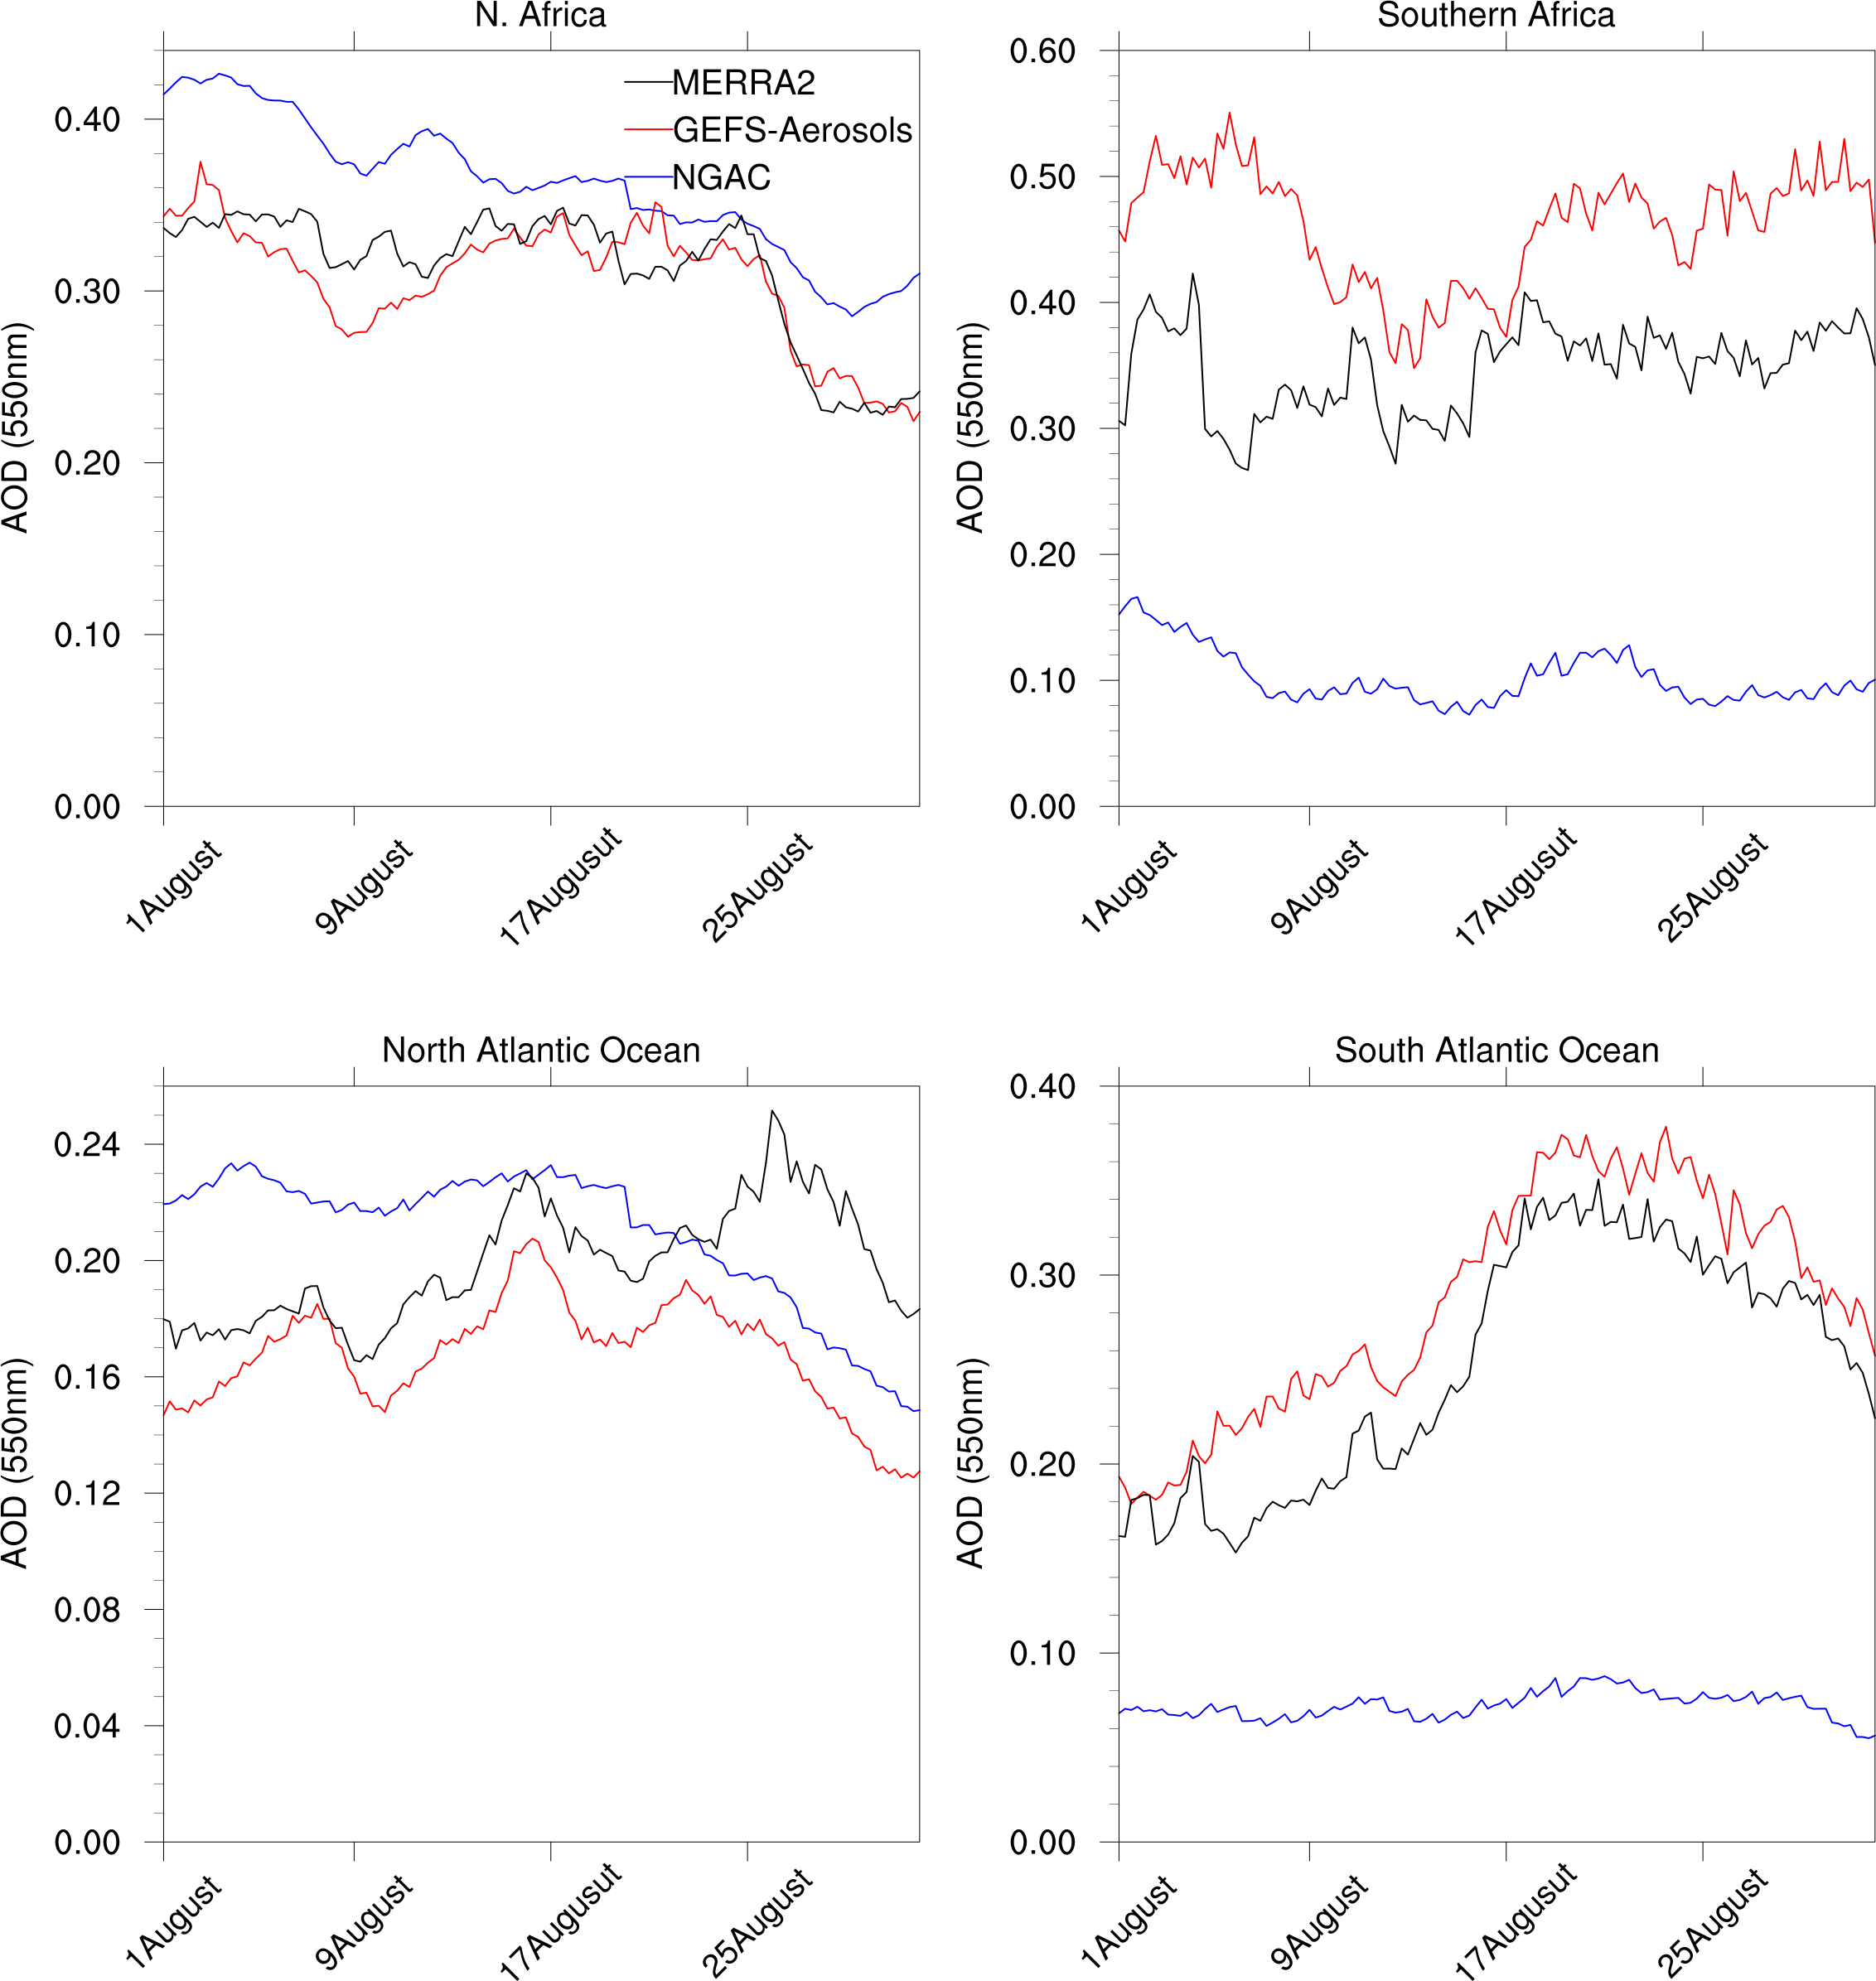 N. Africa
MERRA2
GEFS-Aerosols
NGAC
AOD (550nm)
0.40
0.30
0.20
0.10
0.00
1August
9August
17Augusut
25August
Southern Africa
AOD (550nm)
0.60
0.50
0.40
0.30
0.20
0.10
0.00
1August
9August
17Augusut
25August
North Atlantic Ocean
AOD (550nm)
0.24
0.20
0.16
0.12
0.08
0.04
0.00
1August
9August
17Augusut
25August
South Atlantic Ocean
AOD (550nm)
0.40
0.30
0.20
0.10
0.00
1August
9August
17Augusut
25August